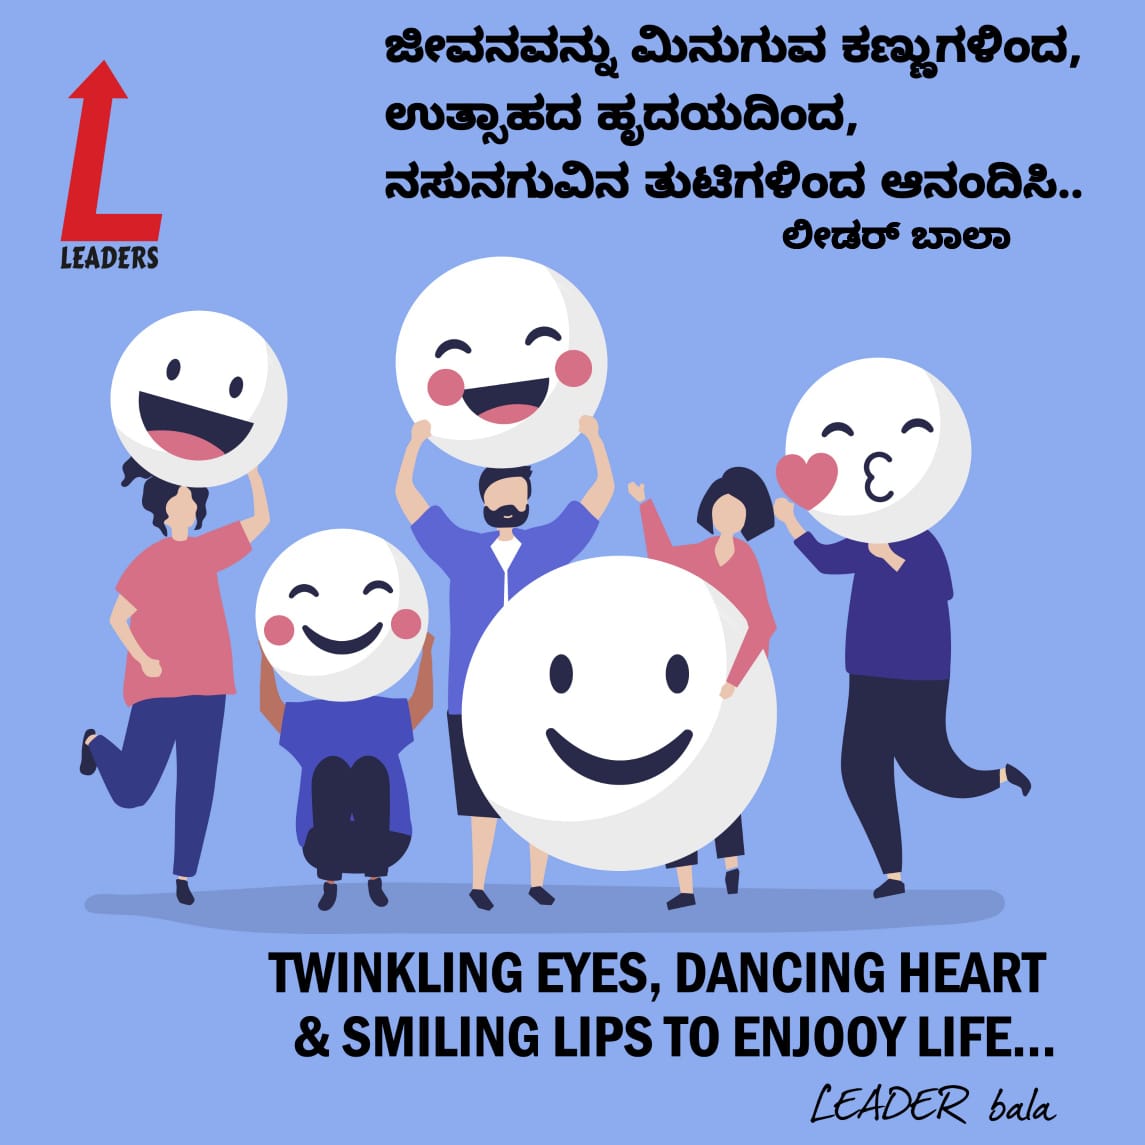 ಜೀವನವನ್ನು ಮಿನುಗುವ ಕಣ್ಣುಗಳಿಂದ,
ಉತ್ಸಾಹದ ಹೃದಯದಿಂದ,
ನಸುನಗುವಿನ ತುಟಿಗಳಿಂದ ಆನಂದಿಸಿ..
ಲೀಡರ್ ಬಾಲಾ
LEADERS
TWINKLING EYES, DANCING HEART
& SMILING LIPS TO ENJOOY LIFE...
LEADER bala